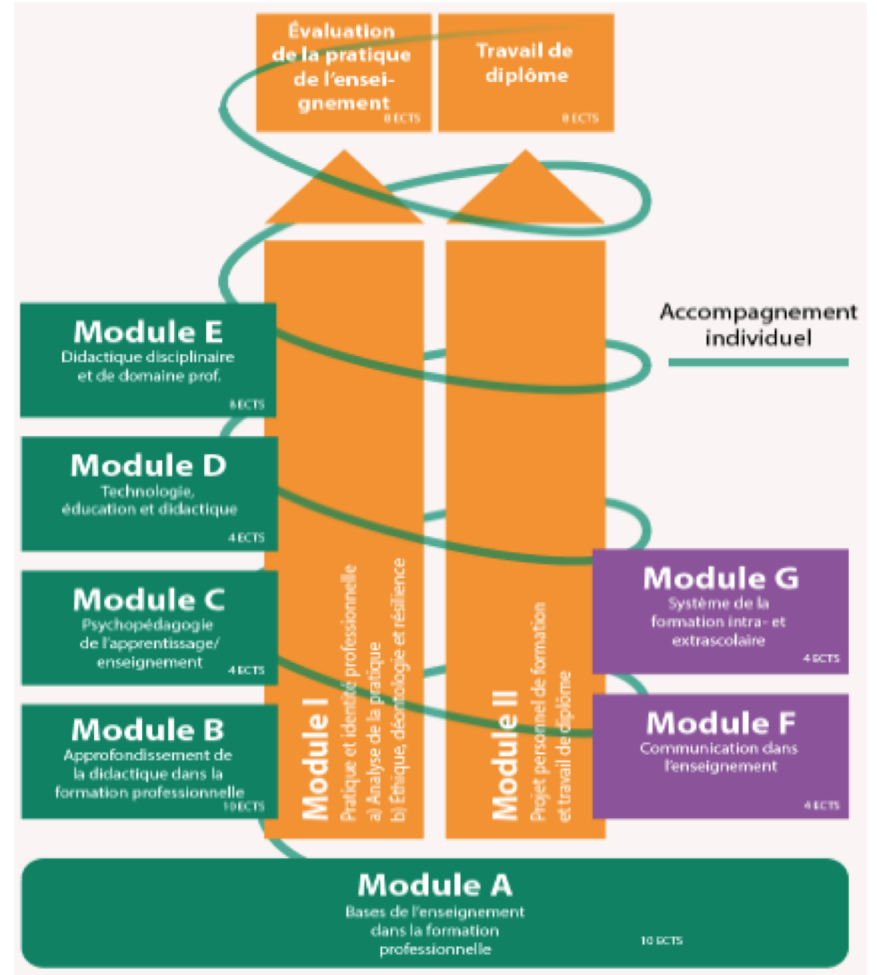 Évaluation
de la pratique
de l'ensei-
gnement
8 ECTS
Travail de
diplôme
8 ECTS
Accompagnement
individuel
Module E
Didactique disciplinaire
et de domaine prof.
8 ECTS
Module D
Technologie,
éducation et didactique
4 ECTS
Module C
Psychopédagogie
de l'apprentissage/
enseignement
4 ECTS
Module B
Approfondissement de
la didactique dans la
formation professionnelle
10 ECTS
Module I
Pratique et identité professionnelle
a) Analyse de la pratique
b) Ethique, déontologie et résilience
Module II
Projet personnel de formation
et travail de diplôme
Module G
Système de la
formation intra- et
extrascolaire
4 ECTS
Module F
Communication dans
l'enseignement
4 ECTS
Module A
Bases de l'enseignement
dans la formation
professionnelle
10 ECTS